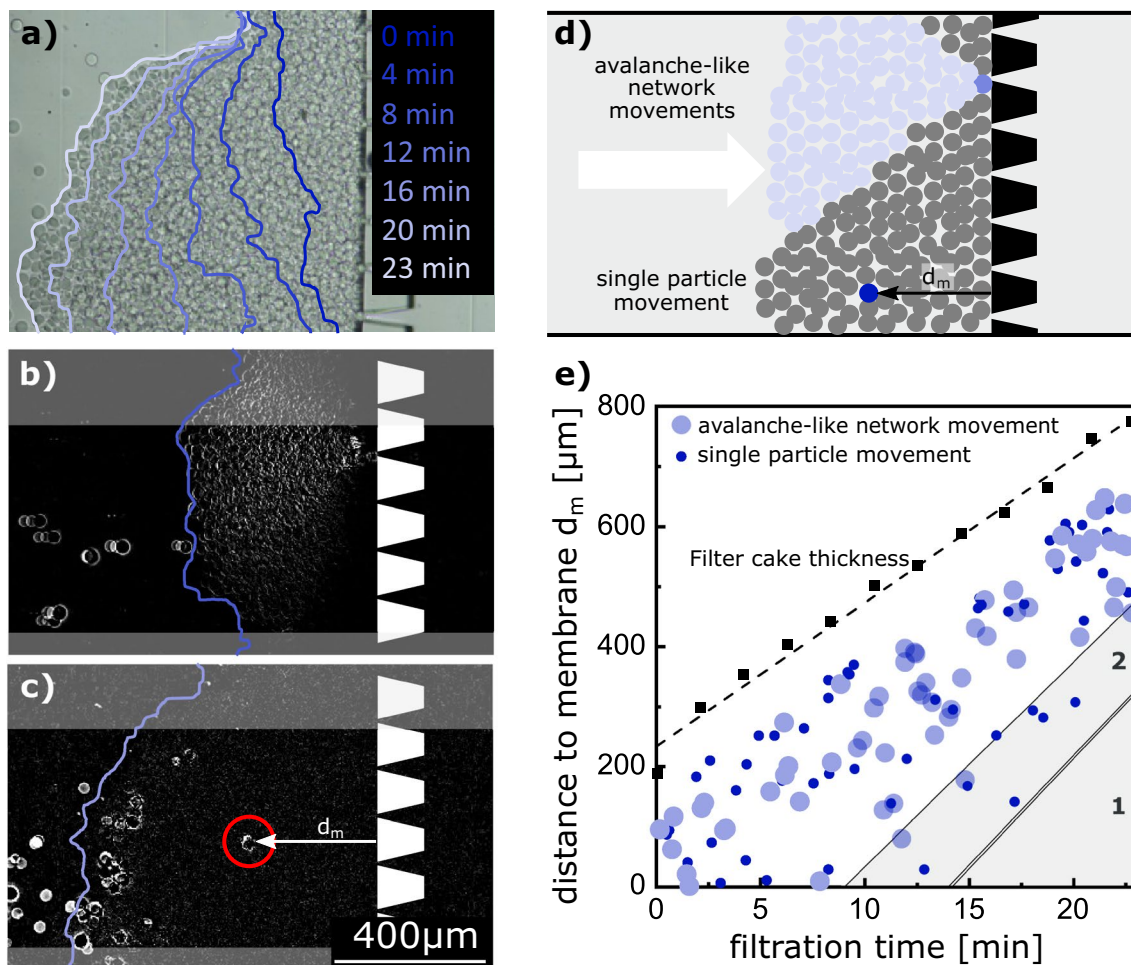 a)
0 min
4 min
8 min
12 min
16 min
20 min
23 min
b)
c)
d_m
400µm
d)
avalanche-like
network
movements
single particle
movement
d_m
e)
distance to membrane d_m [µm]
800
600
400
200
0
avalanche-like network movement
single particle movement
Filter cake thickness
2
1
0
5
10
15
20
filtration time [min]